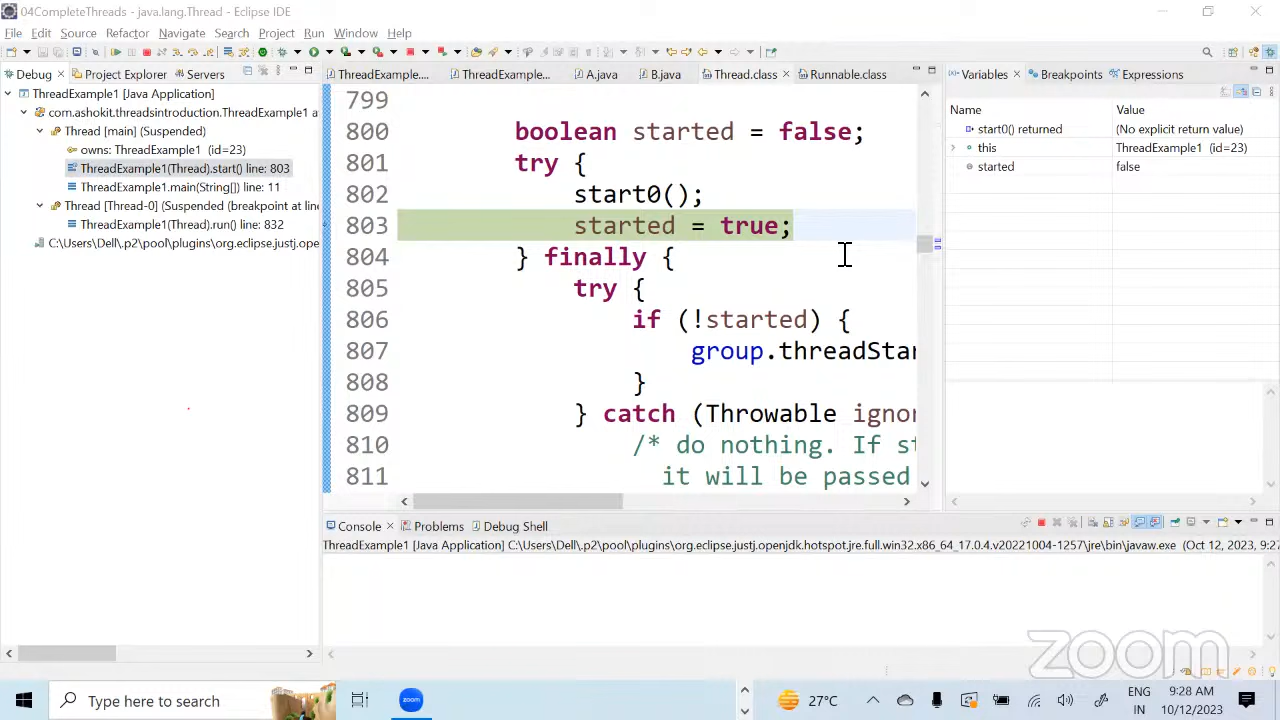 04CompleteThreads - java.lang.Thread - Eclipse IDE
File Edit Source Refactor Navigate Search Project Run Window Help
Debug Project Explorer Servers
ThreadExample1 [Java Application]
com.ashokit.threadsintroduction.ThreadExample1 at
Thread [main] (Suspended)
owns: ThreadExample1 (id=23)
ThreadExample1(Thread).start() line: 803
ThreadExample1.main(String[]) line: 11
Thread [Thread-0] (Suspended (breakpoint at lin
ThreadExample1(Thread).run() line: 832
C:\Users\Dell\.p2\pool\plugins\org.eclipse.justj.ope
ThreadExample.... ThreadExample... A.java B.java Thread.class Runnable.class
799
800 boolean started = false;
801 try {
802 start0();
803 started = true;
804 } finally {
805 try {
806 if (!started) {
807 group.threadStar
808 }
809 } catch (Throwable ignor
810 /* do nothing. If st
811 it will be passed
Variables Breakpoints Expressions
Name Value
start0() returned (No explicit return value)
this ThreadExample1 (id=23)
started false
Console Problems Debug Shell
ThreadExample1 [Java Application] C:\Users\Dell\.p2\pool\plugins\org.eclipse.justj.openjdk.hotspot.jre.full.win32.x86_64_17.0.4.v20221004-1257\jre\bin\javaw.exe (Oct 12, 2023, 9:27
zoom
Type here to search
zoom
27°C
ENG
IN
9:28 AM
10/12/2023